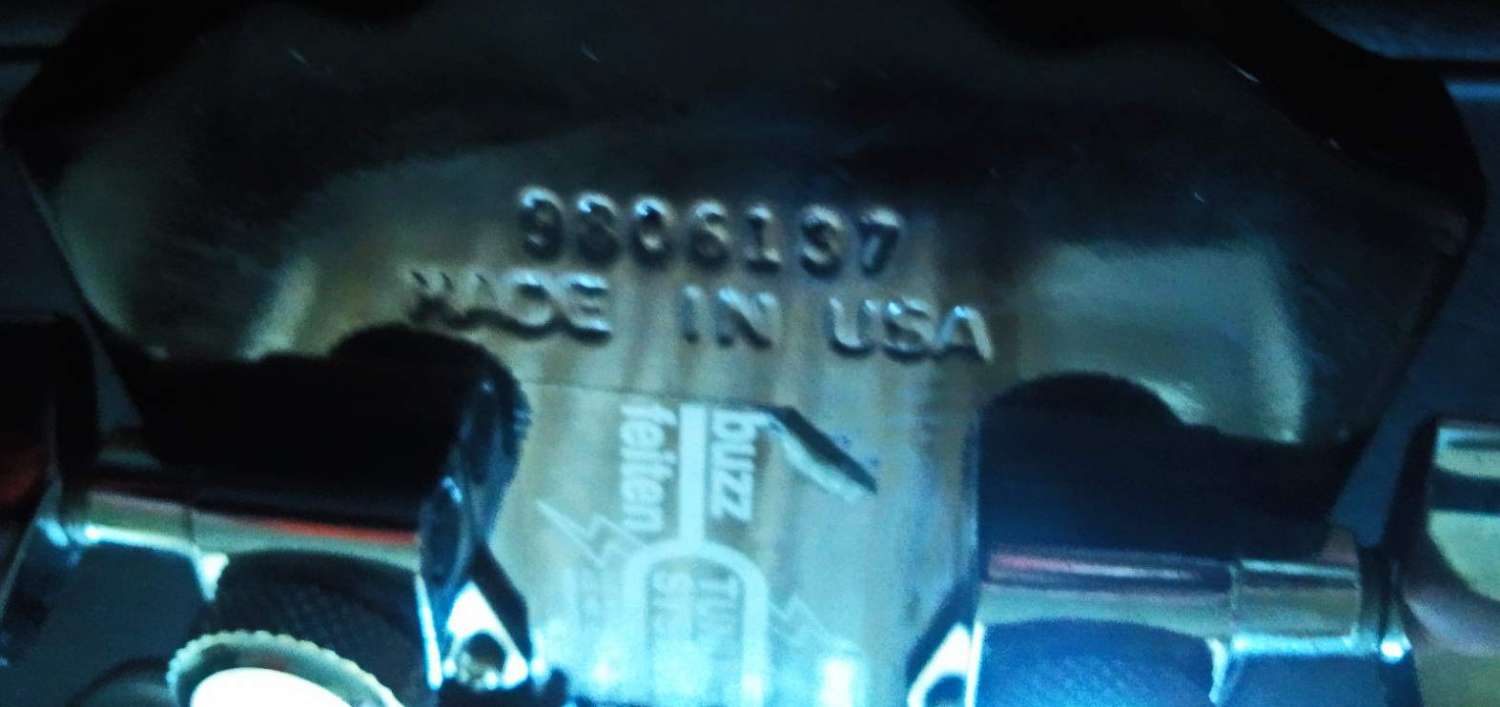 9806137
MADE IN USA
buzz
feiten